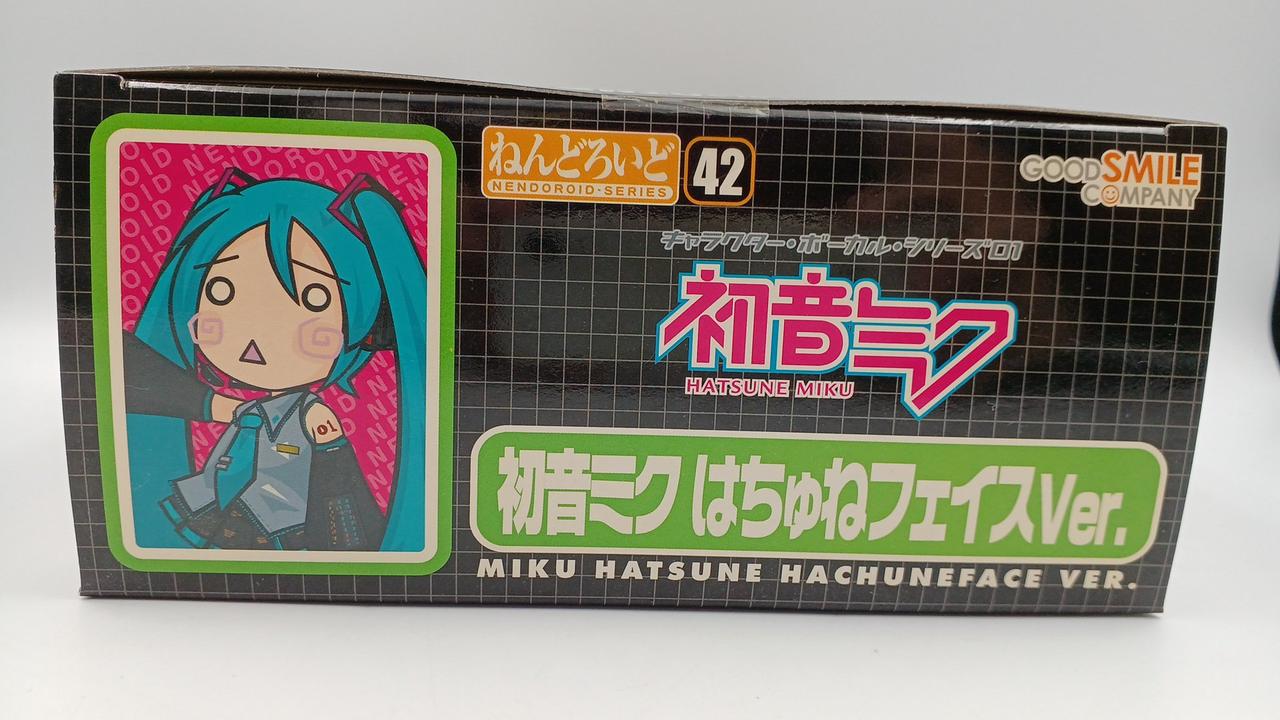 ねんどろいど
NENDOROID·SERIES
42
GOOD SMILE
COMPANY
キャラクター・ボーカル・シリーズ01
初音ミク
HATSUNE MIKU
初音ミク はちゅねフェイスVer.
MIKU HATSUNE HACHUNEFACE VER.
01